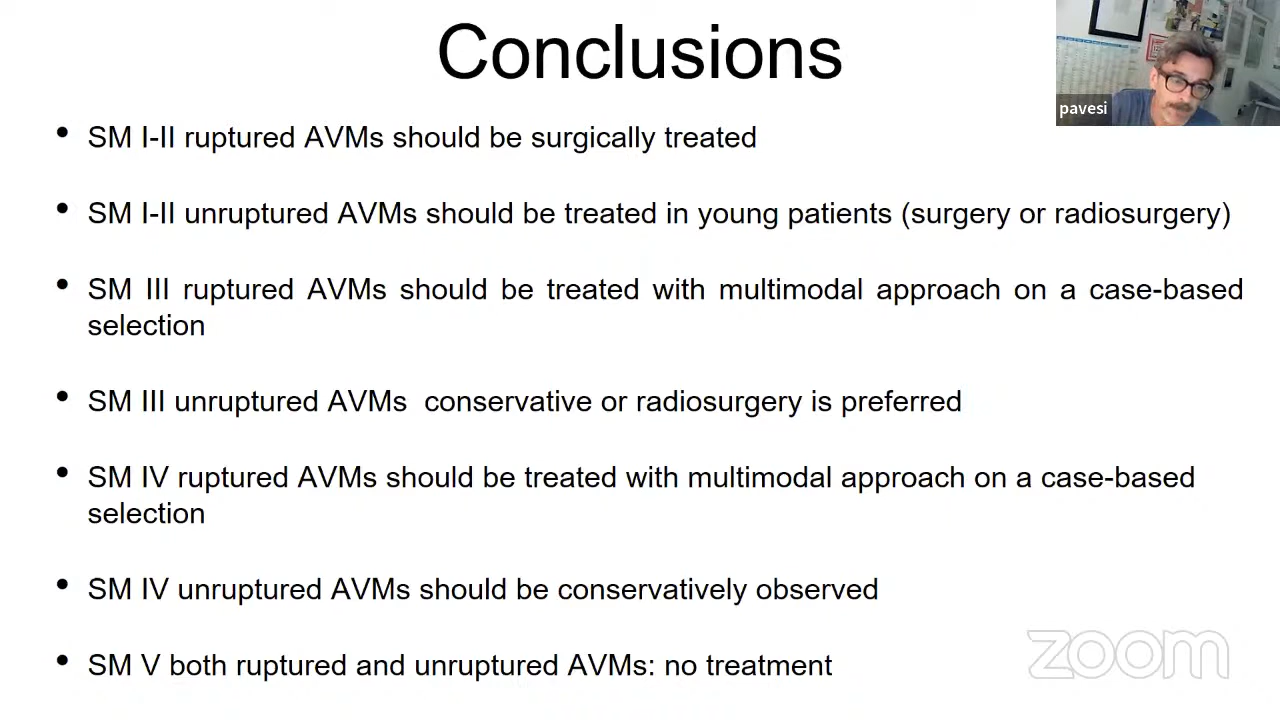 Conclusions
pavesi
• SM I-II ruptured AVMs should be surgically treated
• SM I-II unruptured AVMs should be treated in young patients (surgery or radiosurgery)
• SM III ruptured AVMs should be treated with multimodal approach on a case-based
selection
• SM III unruptured AVMs  conservative or radiosurgery is preferred
• SM IV ruptured AVMs should be treated with multimodal approach on a case-based
selection
• SM IV unruptured AVMs should be conservatively observed
• SM V both ruptured and unruptured AVMs: no treatment
zoom